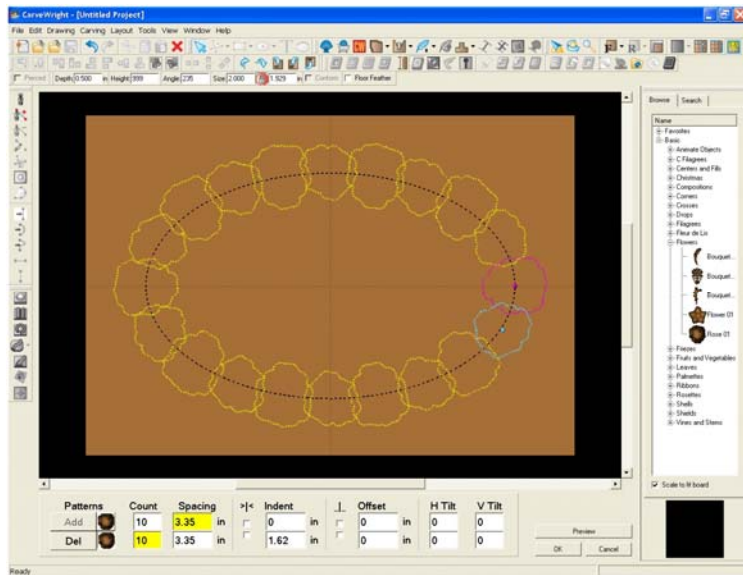 CarveWright - [Untitled Project]
File Edit Drawing Carving Layout Tools View Window Help
Pierced Depth 0.500 in Height 999 Angle 235 Size 2.000 1.929 in Conform Floor Feather
Browse Search
Name
Favorites
Basic
Animate Objects
C Filagrees
Centers and Fills
Christmas
Compositions
Corners
Crosses
Drops
Filagrees
Fleur de Lis
Flowers
Bouquet...
Bouquet...
Bouquet...
Flower 01
Rose 01
Friezes
Fruits and Vegetables
Leaves
Palmettes
Ribbons
Rosettes
Shells
Shields
Vines and Stems
Scale to fit board
Patterns Count Spacing >|< Indent _|_ Offset H Tilt V Tilt
Add 10 3.35 in 0 in 0 in 0 0
Del 10 3.35 in 1.62 in 0 in 0 0
Preview
OK Cancel
Ready